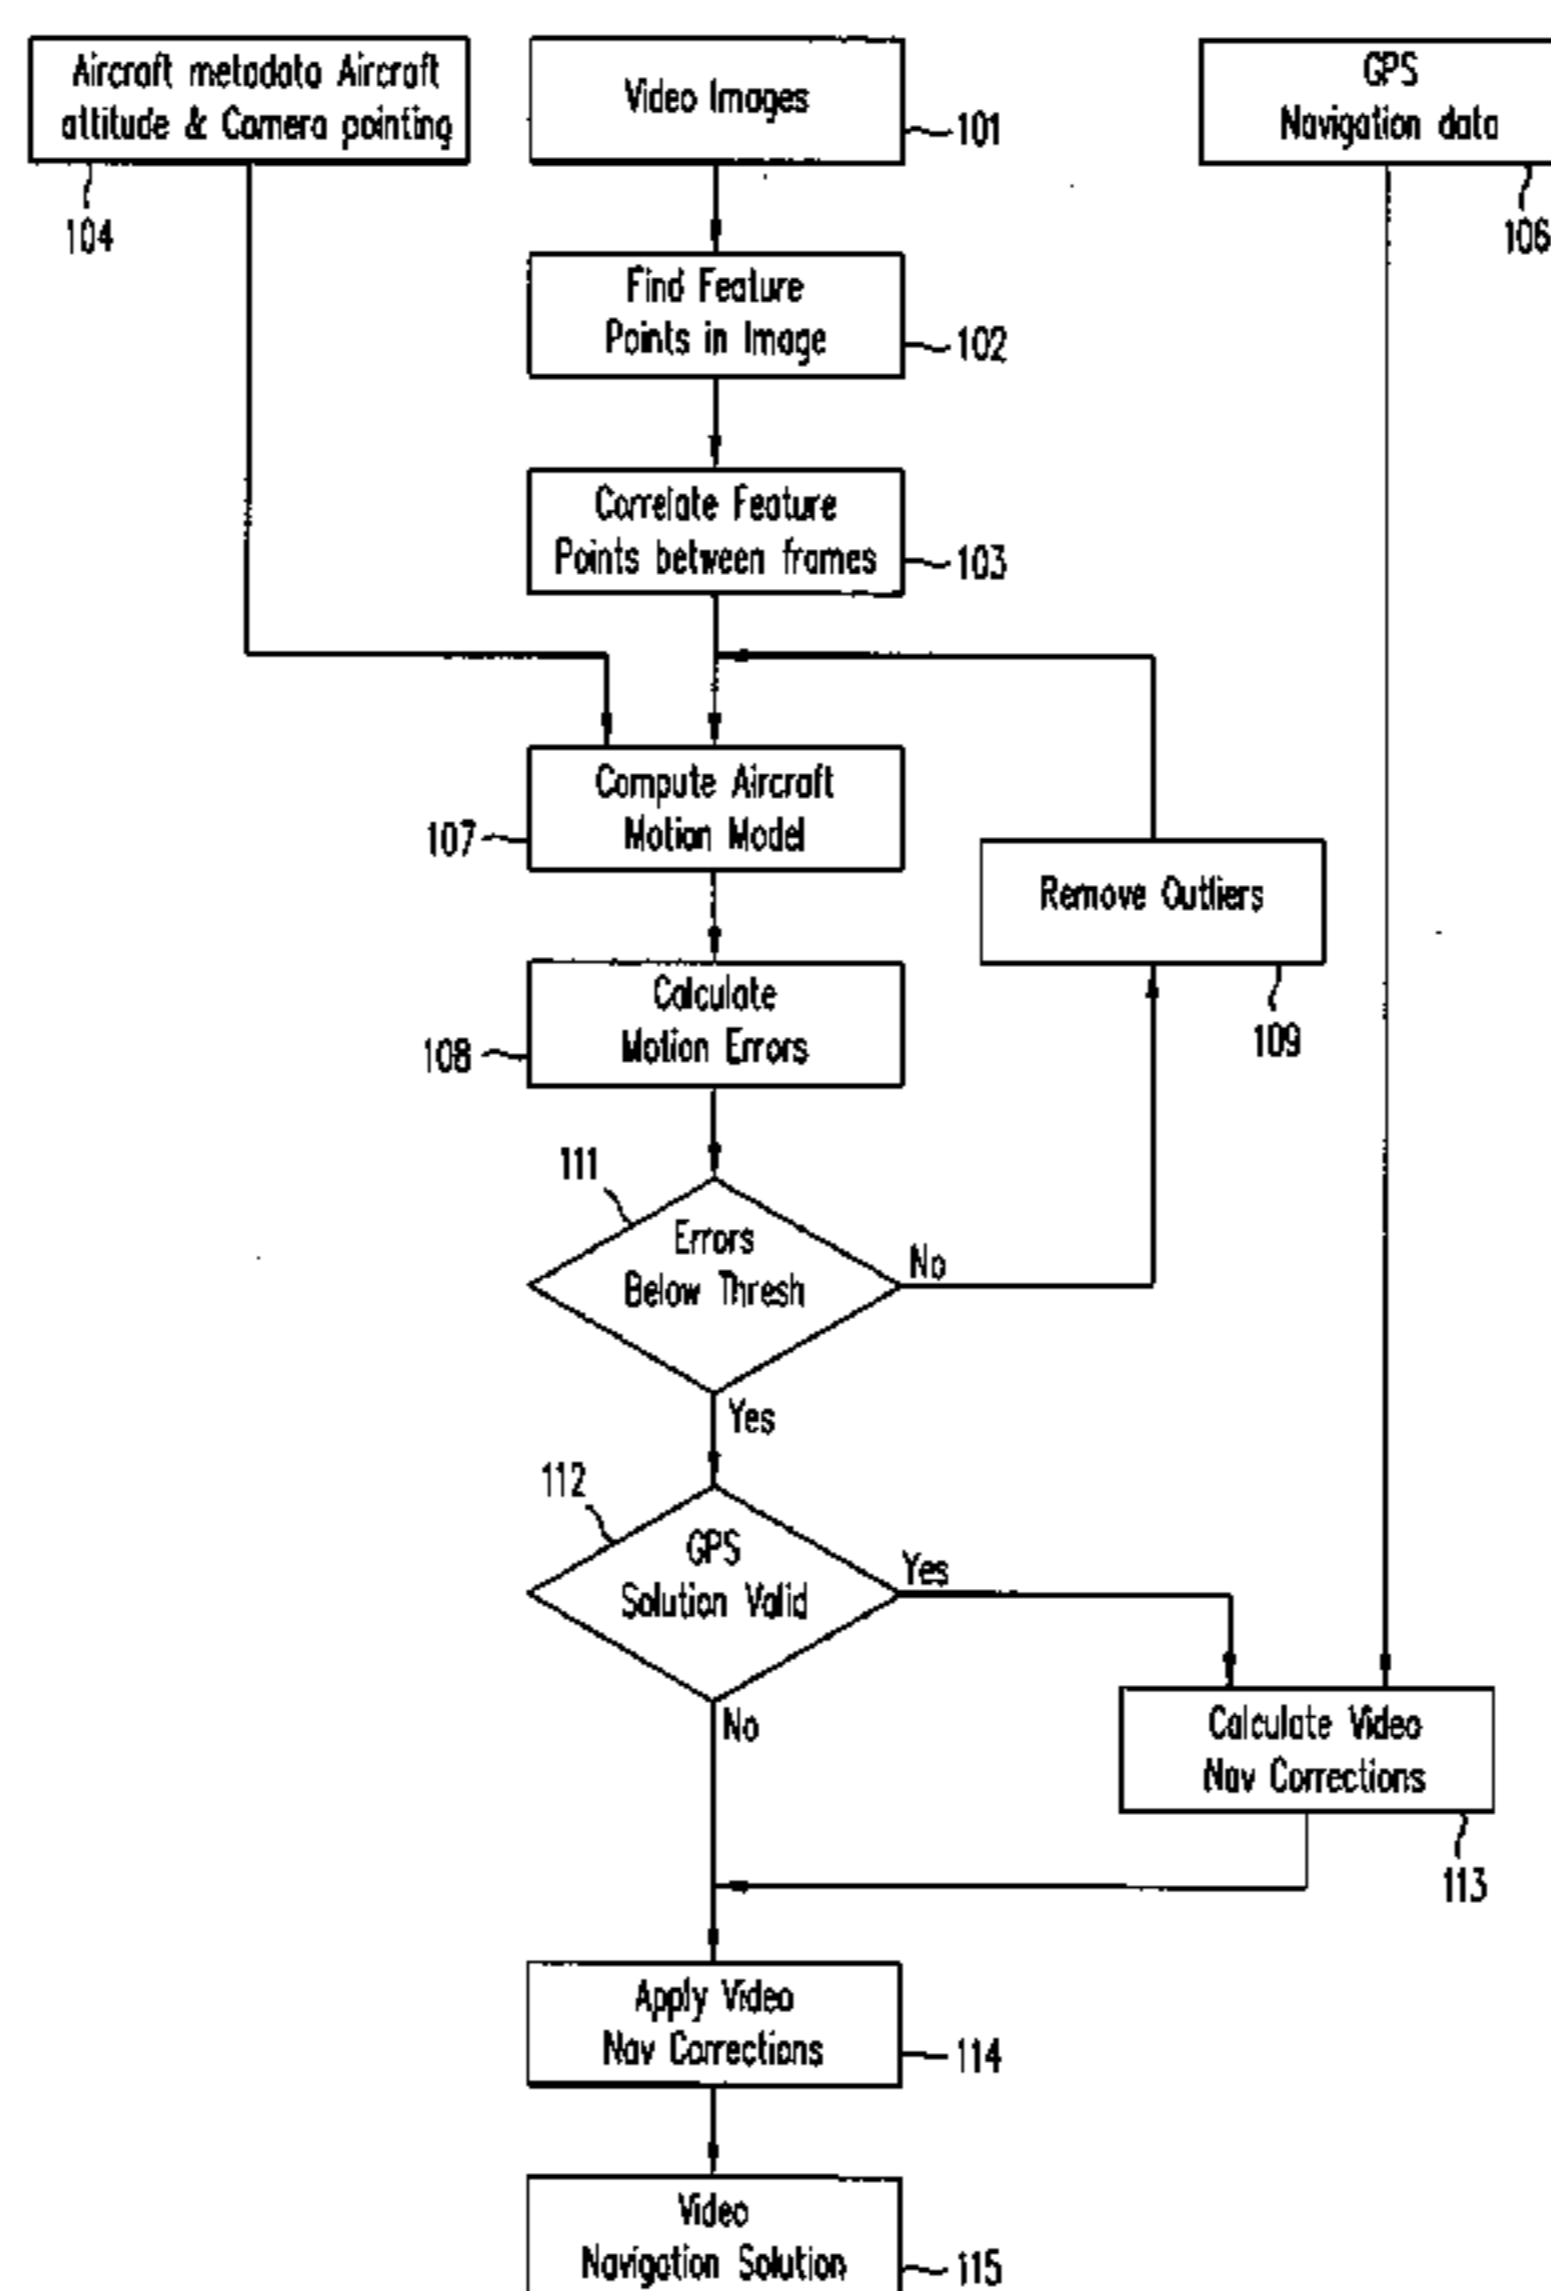 Aircraft metadata Aircraft
attitude & Camera pointing
104
Video Images
101
GPS
Navigation data
106
Find Feature
Points in Image
102
Correlate Feature
Points between frames
103
Compute Aircraft
Motion Model
107
Remove Outliers
109
Calculate
Motion Errors
108
111
Errors
Below Thresh
No
Yes
112
GPS
Solution Valid
Yes
No
Calculate Video
Nav Corrections
113
Apply Video
Nav Corrections
114
Video
Navigation Solution
115